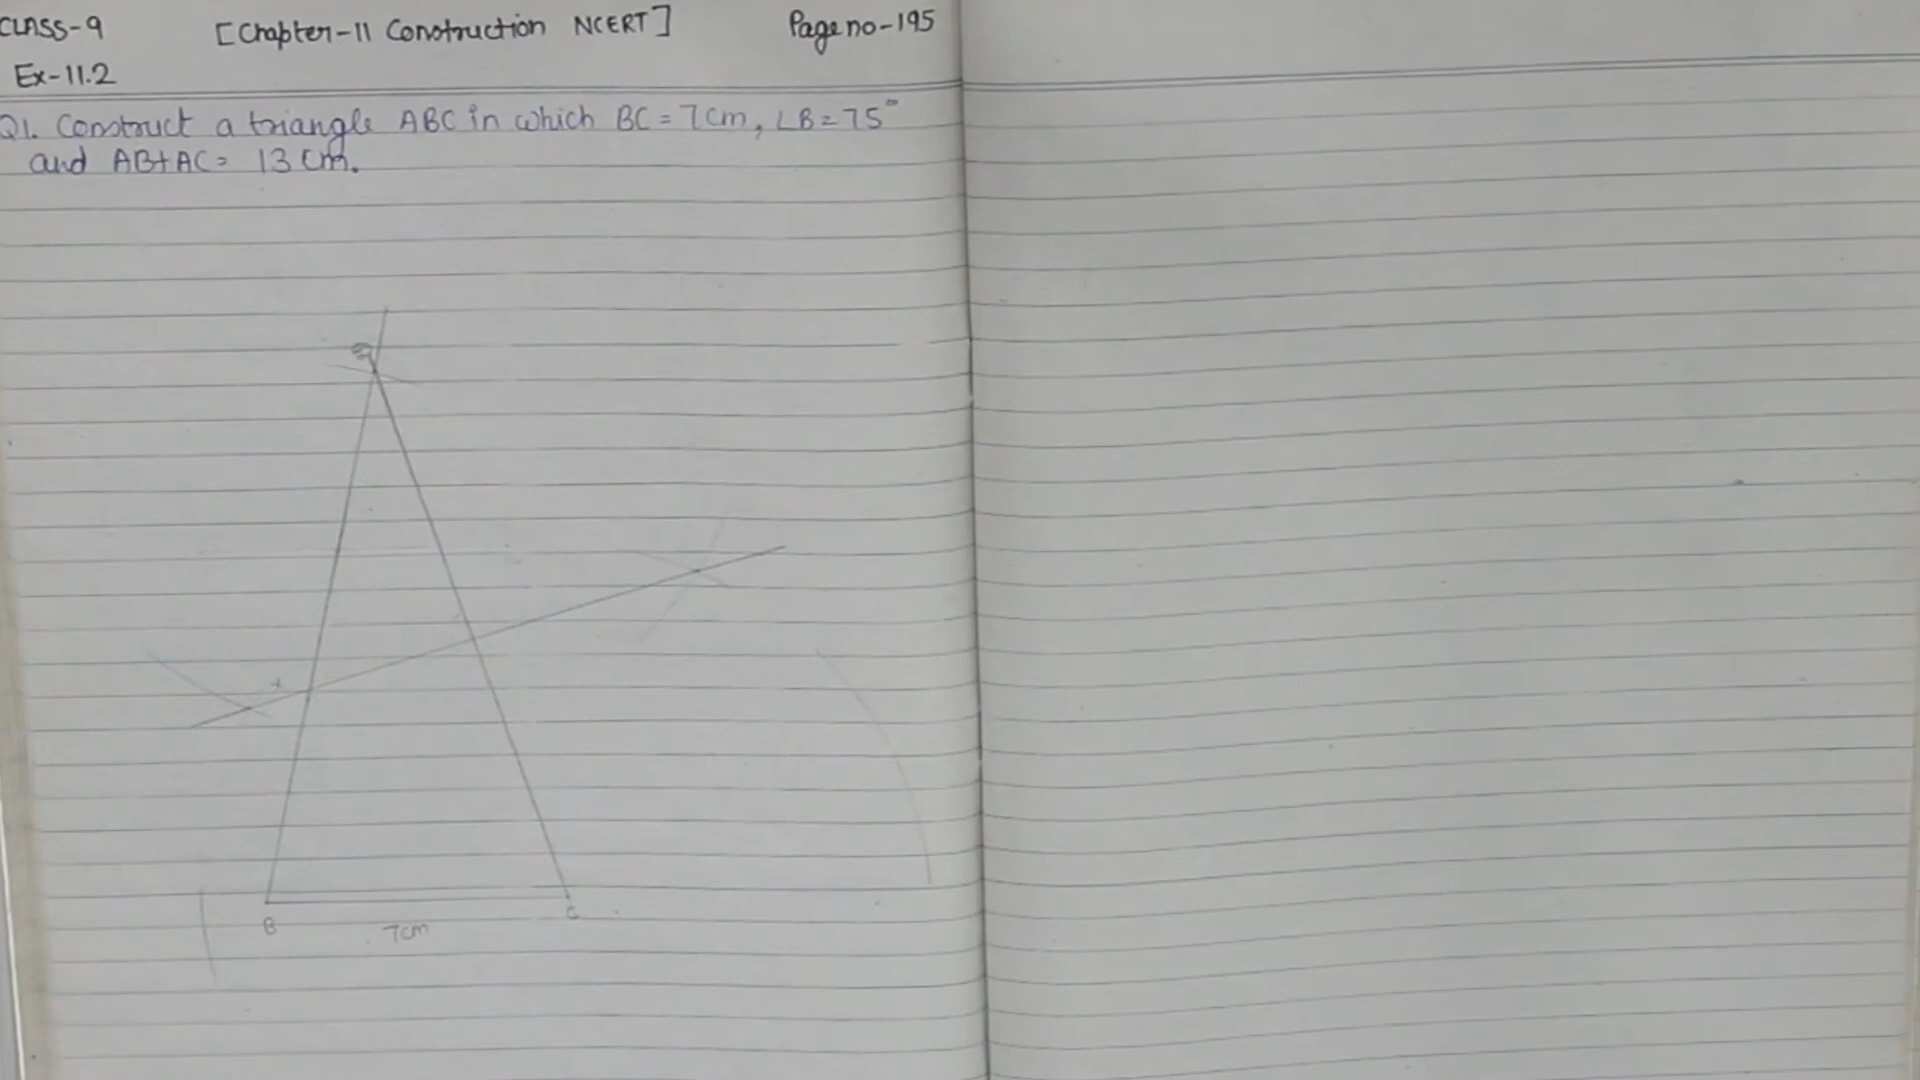 CLASS-9 [Chapter-11 Construction NCERT] Page no-195
Ex-11.2
Q1. Construct a triangle ABC in which BC = 7cm, ∠B = 75°
and AB+AC = 13 cm.
B C
7cm